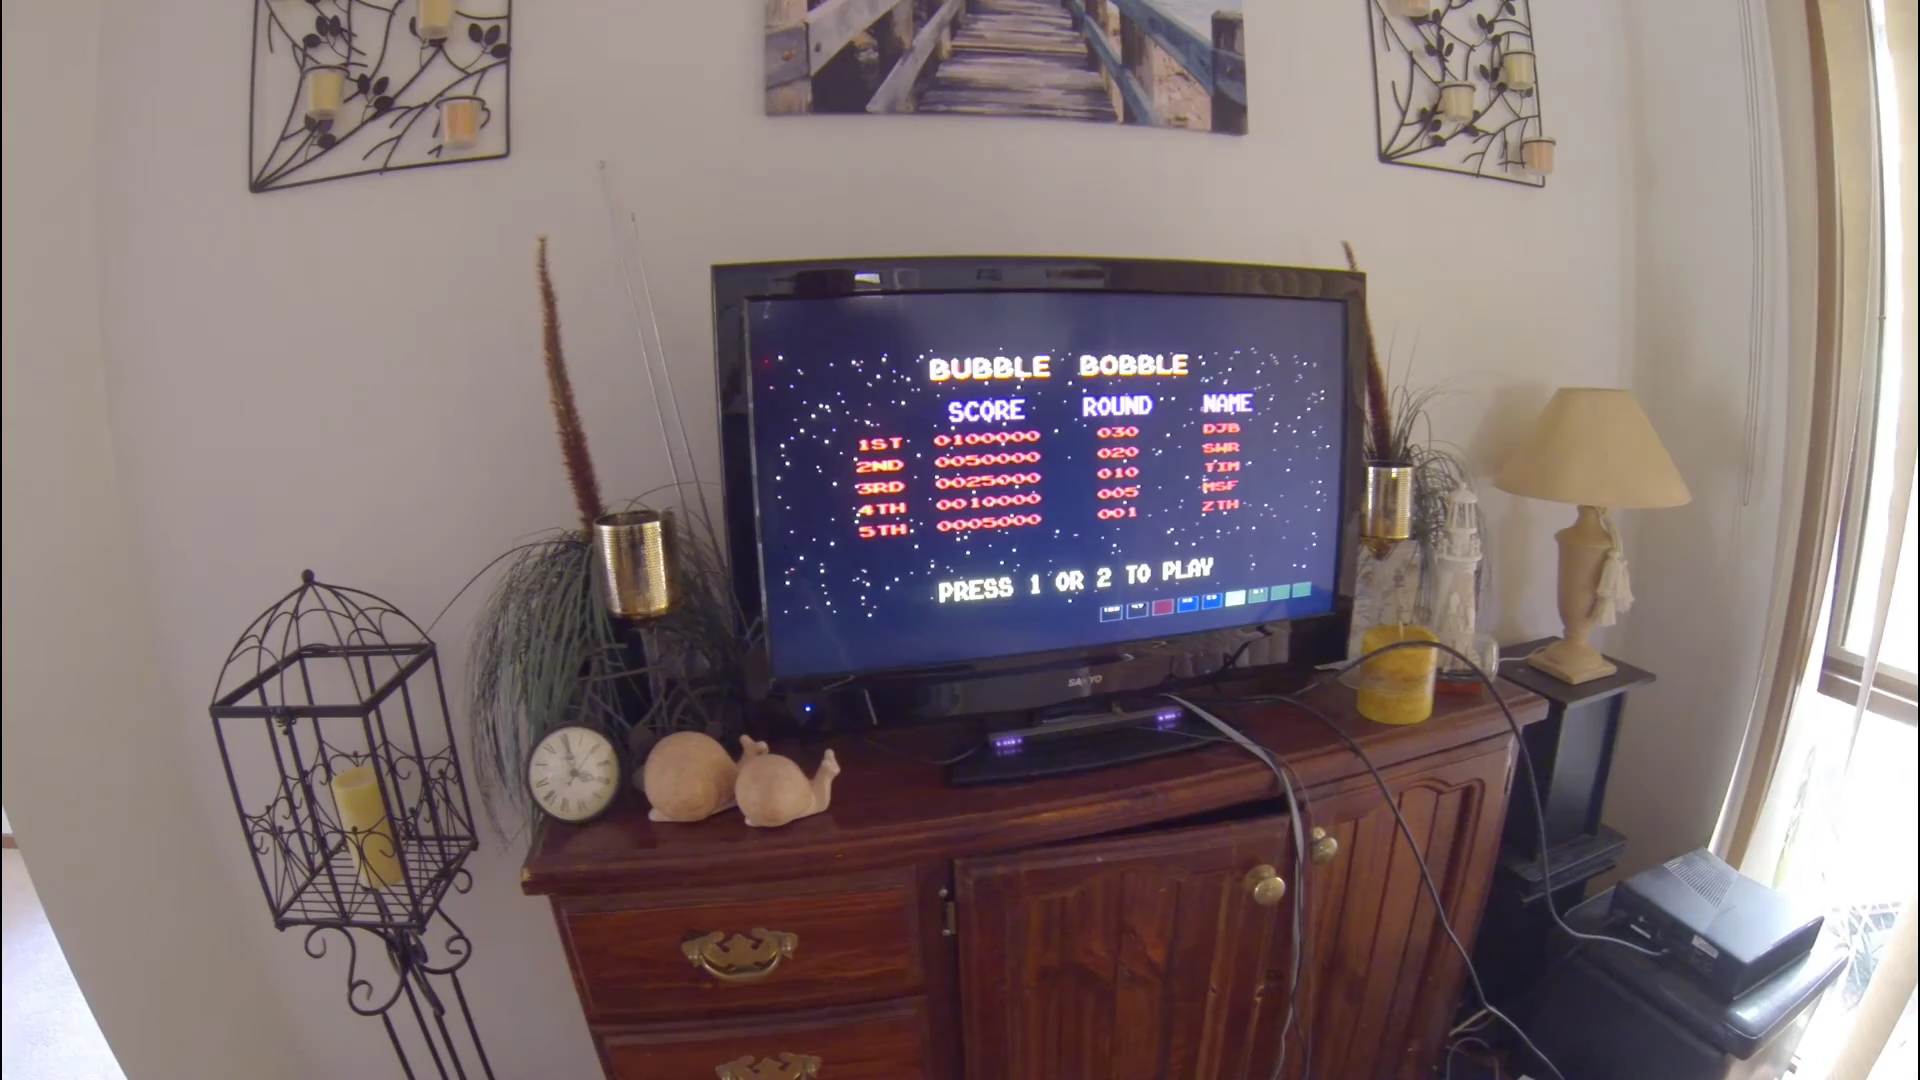 BUBBLE BOBBLE
SCORE ROUND NAME
1ST 0100000 030 DJB
2ND 0050000 020 SWR
3RD 0025000 010 TIM
4TH 0010000 005 MSF
5TH 0005000 001 ZTH
PRESS 1 OR 2 TO PLAY
SANYO